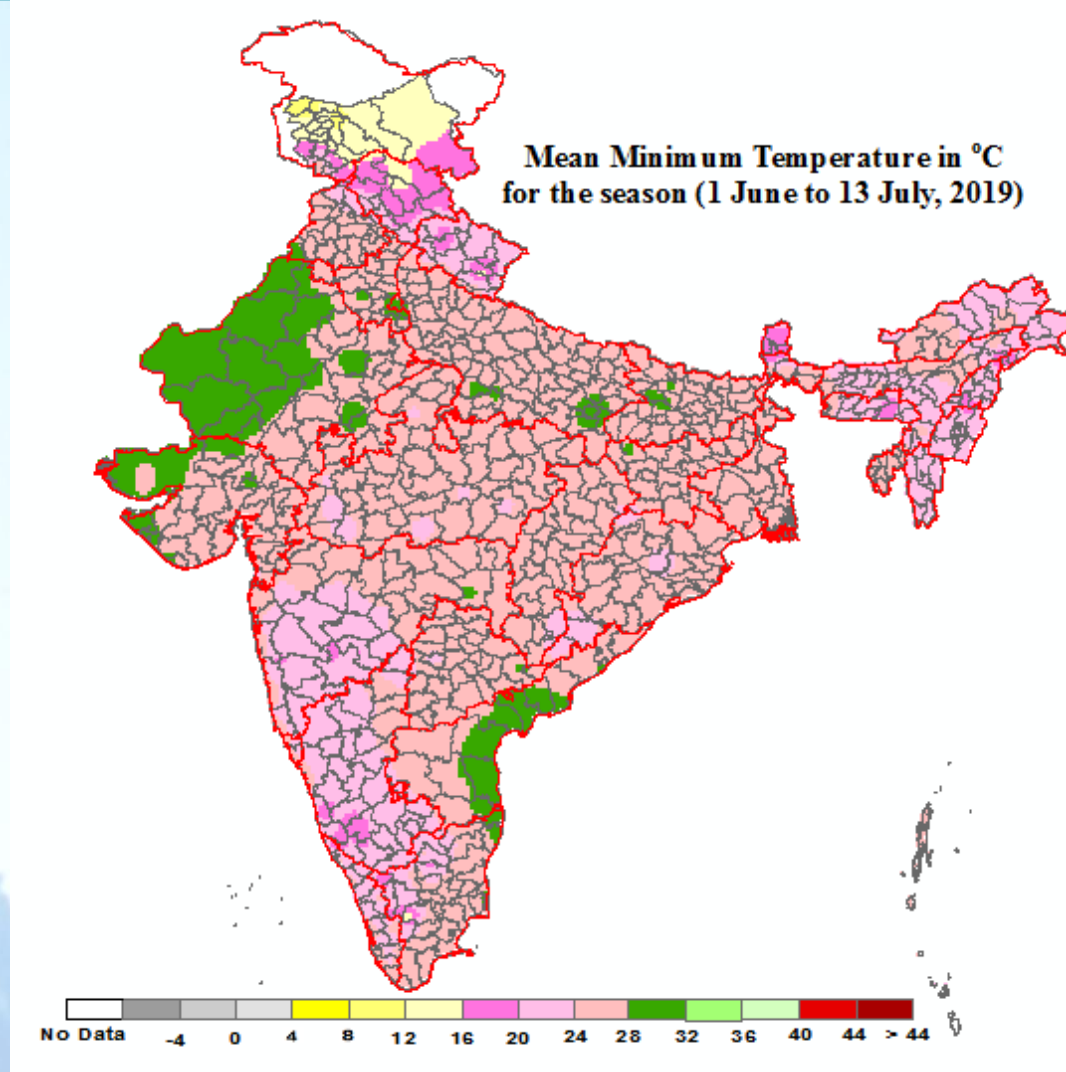 Mean Minimum Temperature in °C
for the season (1 June to 13 July, 2019)
No Data -4 0 4 8 12 16 20 24 28 32 36 40 44 > 44